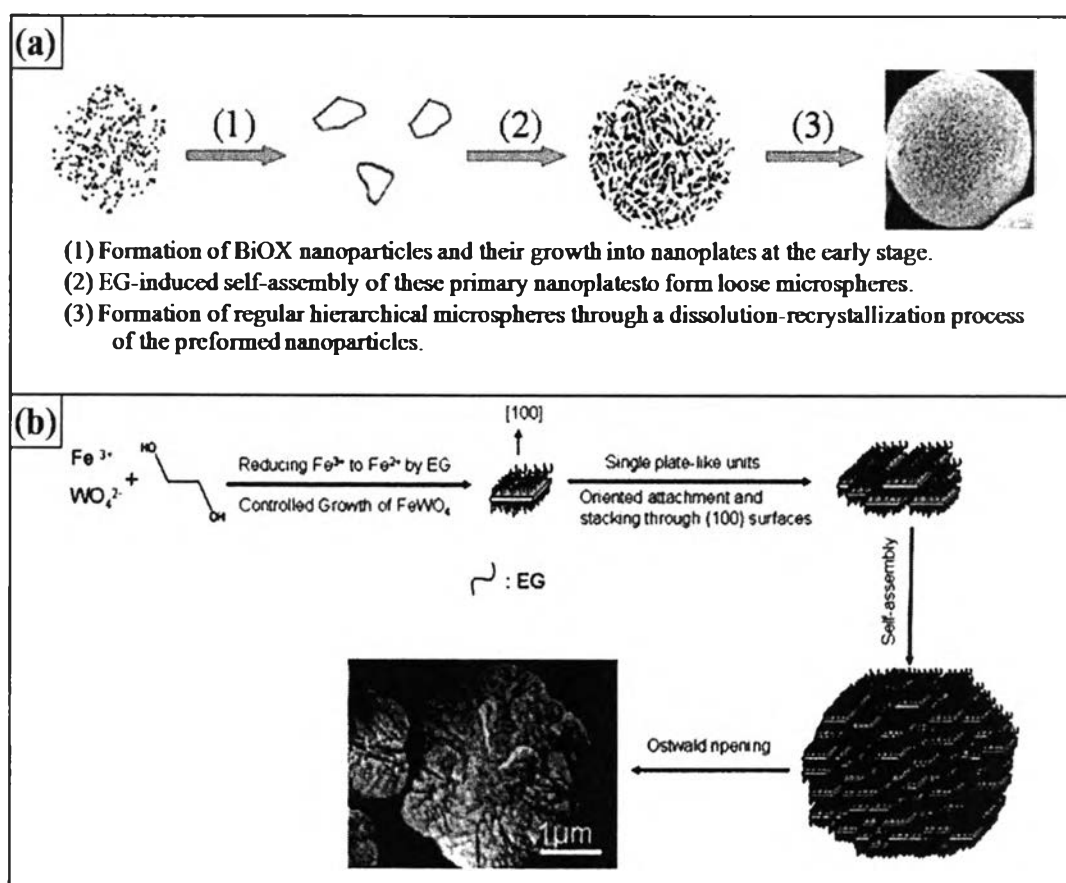 (a)
(1) (2) (3)
(1) Formation of BiOX nanoparticles and their growth into nanoplates at the early stage.
(2) EG-induced self-assembly of these primary nanoplatesto form loose microspheres.
(3) Formation of regular hierarchical microspheres through a dissolution-recrystallization process
of the preformed nanoparticles.
(b)
[100]
HO
Fe 3+
+
WO₄²⁻
OH
Reducing Fe³⁺ to Fe²⁺ by EG
Controlled Growth of FeWO₄
Single plate-like units
Oriented attachment and
stacking through (100) surfaces
: EG
Self-assembly
Ostwald ripening
1µm